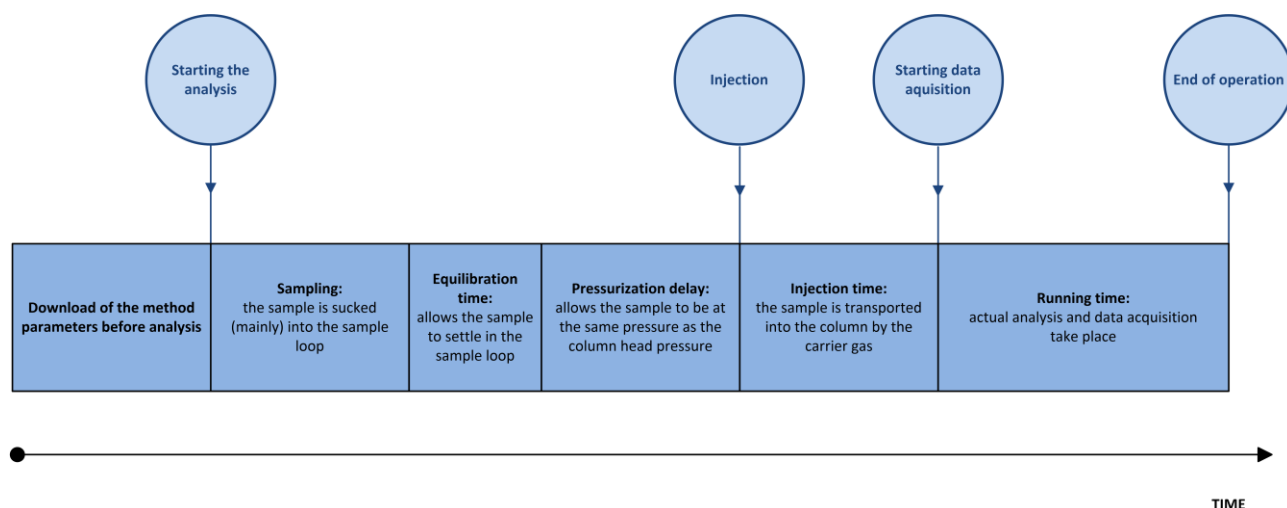 Starting the
analysis
Injection
Starting data
aquisition
End of operation
Download of the method
parameters before analysis
Sampling:
the sample is sucked
(mainly) into the sample
loop
Equilibration
time:
allows the sample
to settle in the
sample loop
Pressurization delay:
allows the sample to be at
the same pressure as the
column head pressure
Injection time:
the sample is transported
into the column by the
carrier gas
Running time:
actual analysis and data acquisition
take place
TIME